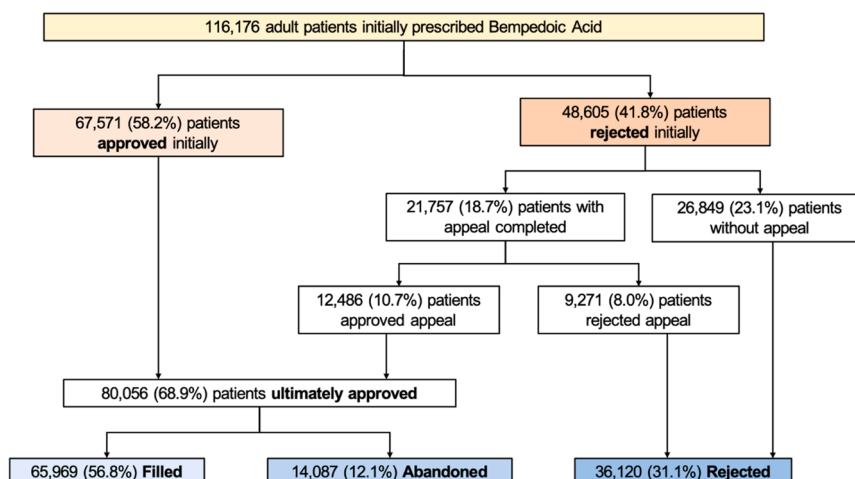 116,176 adult patients initially prescribed Bempedoic Acid
67,571 (58.2%) patients
approved initially
48,605 (41.8%) patients
rejected initially
21,757 (18.7%) patients with
appeal completed
26,849 (23.1%) patients
without appeal
12,486 (10.7%) patients
approved appeal
9,271 (8.0%) patients
rejected appeal
80,056 (68.9%) patients ultimately approved
65,969 (56.8%) Filled
14,087 (12.1%) Abandoned
36,120 (31.1%) Rejected